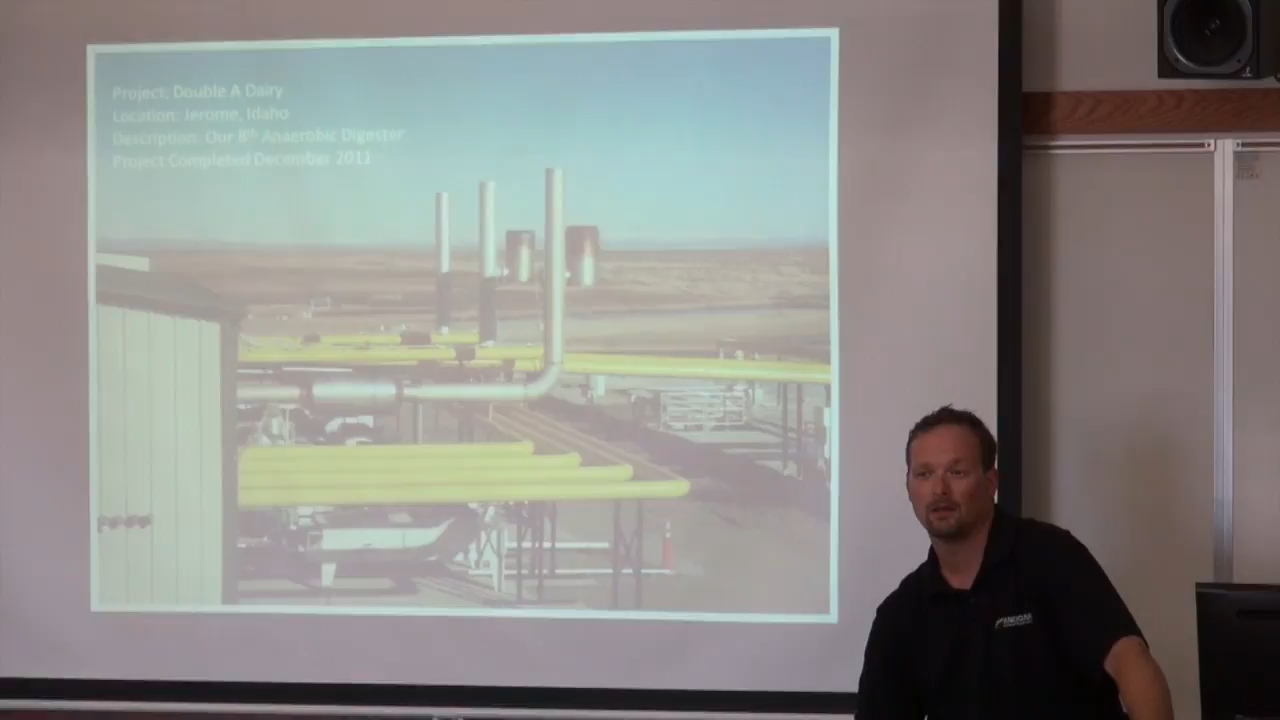 Project: Double A Dairy
Location: Jerome, Idaho
Description: Our 8th Anaerobic Digester
Project Completed December 2011